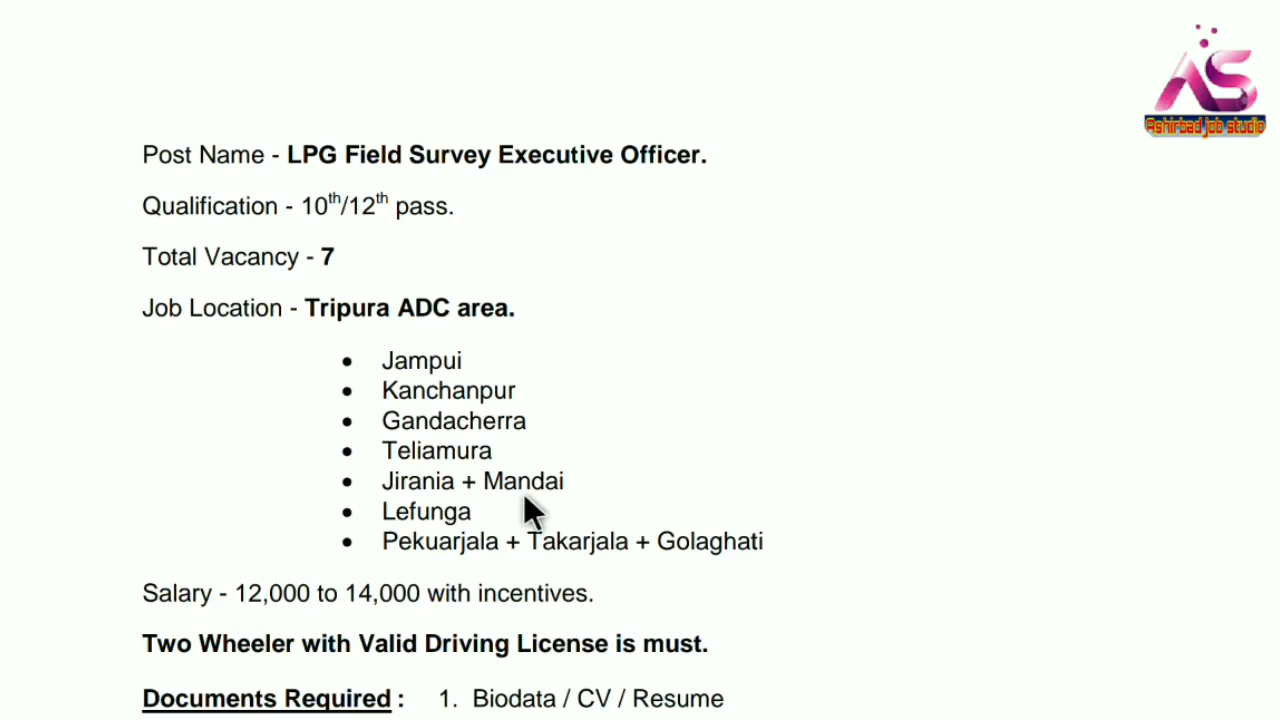 AS
Ashirbad job studio
Post Name - LPG Field Survey Executive Officer.
Qualification - 10th/12th pass.
Total Vacancy - 7
Job Location - Tripura ADC area.
• Jampui
• Kanchanpur
• Gandacherra
• Teliamura
• Jirania + Mandai
• Lefunga
• Pekuarjala + Takarjala + Golaghati
Salary - 12,000 to 14,000 with incentives.
Two Wheeler with Valid Driving License is must.
Documents Required : 1. Biodata / CV / Resume